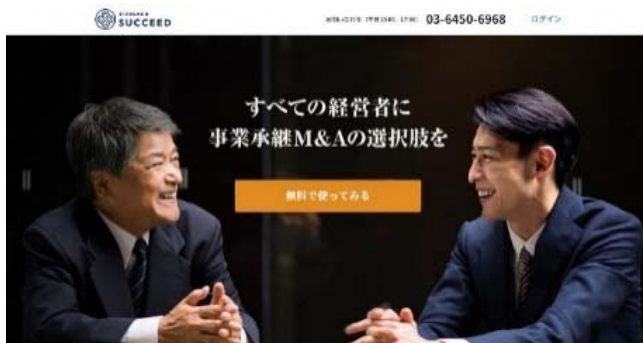 SUCCEED
03-6450-6968
ログイン
すべての経営者に
事業承継M&Aの選択肢を
無料で使ってみる